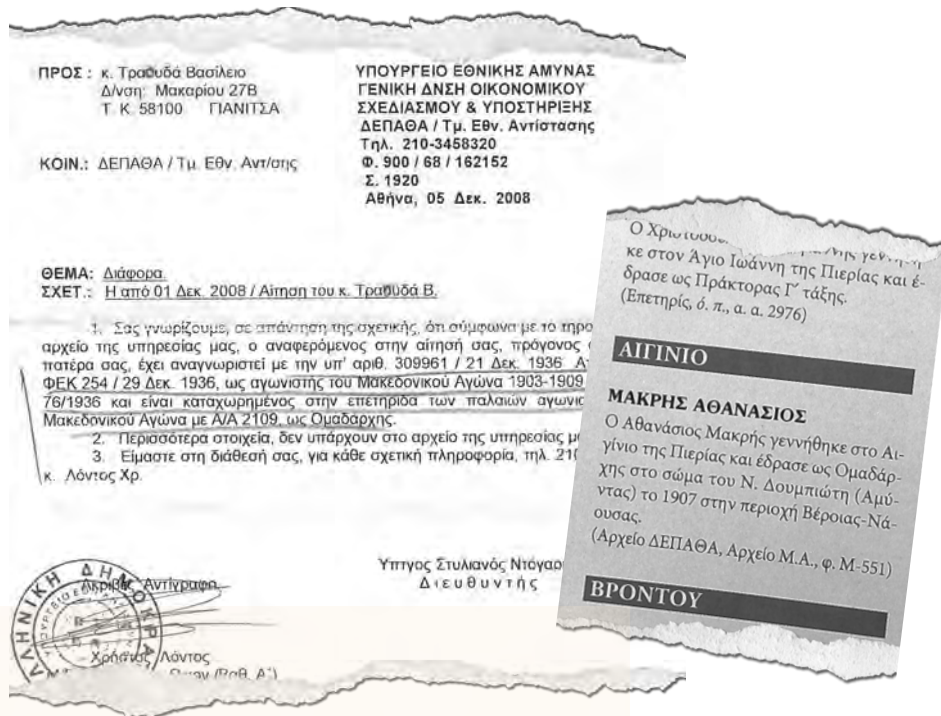 ΠΡΟΣ : κ. Τραθυδά Βασίλειο
Δ/νση: Μακαρίου 27Β
Τ. Κ. 58100 ΓΙΑΝΙΤΣΑ
ΚΟΙΝ.: ΔΕΠΑΘΑ / Τμ. Εθν. Αντ/σης
ΥΠΟΥΡΓΕΙΟ ΕΘΝΙΚΗΣ ΑΜΥΝΑΣ
ΓΕΝΙΚΗ ΔΝΣΗ ΟΙΚΟΝΟΜΙΚΟΥ
ΣΧΕΔΙΑΣΜΟΥ & ΥΠΟΣΤΗΡΙΞΗΣ
ΔΕΠΑΘΑ / Τμ. Εθν. Αντίστασης
Τηλ. 210-3458320
Φ. 900 / 68 / 162152
Σ. 1920
Αθήνα, 05 Δεκ. 2008
ΘΕΜΑ: Διάφορα.
ΣΧΕΤ.: Η από 01 Δεκ. 2008 / Αίτηση του κ. Τραθυδά Β.
1. Σας γνωρίζουμε, σε απάντηση της σχετικής, ότι σύμφωνα με το
αρχείο της υπηρεσίας μας, ο αναφερόμενος στην αίτησή σας, πρόγονος
πατέρα σας, έχει αναγνωριστεί με την υπ' αριθ. 309961 / 21 Δεκ. 1936
ΦΕΚ 254 / 29 Δεκ. 1936, ως αγωνιστής του Μακεδονικού Αγώνα 1903-1909
76/1936 και είναι καταχωρημένος στην επετηρίδα των παλαιών
Μακεδονικού Αγώνα με Α/Α 2109, ως Ομαδάρχης.
2. Περισσότερα στοιχεία, δεν υπάρχουν στο αρχείο της υπηρεσίας
3. Είμαστε στη διάθεσή σας, για κάθε σχετική πληροφορία, τηλ.
κ. Λόντος Χρ.
Υπτγος Στυλιανός
Διευθυντής
Ακριβές Αντίγραφο
Χρήστος Λόντος
κε στον Άγιο Ιωάννη της Πιερίας και έ-
δρασε ως Πράκτορας Γ΄ τάξης.
(Επετηρίς, ό. π., α. α. 2976)
ΑΙΓΙΝΙΟ
ΜΑΚΡΗΣ ΑΘΑΝΑΣΙΟΣ
Ο Αθανάσιος Μακρής γεννήθηκε στο Αι-
γίνιο της Πιερίας και έδρασε ως Ομαδάρ-
χης στο σώμα του Ν. Δουμπιώτη (Αμύ-
ντας) το 1907 στην περιοχή Βέροιας-Νά-
ουσας.
(Αρχείο ΔΕΠΑΘΑ, Αρχείο Μ.Α., φ. Μ-551)
ΒΡΟΝΤΟΥ